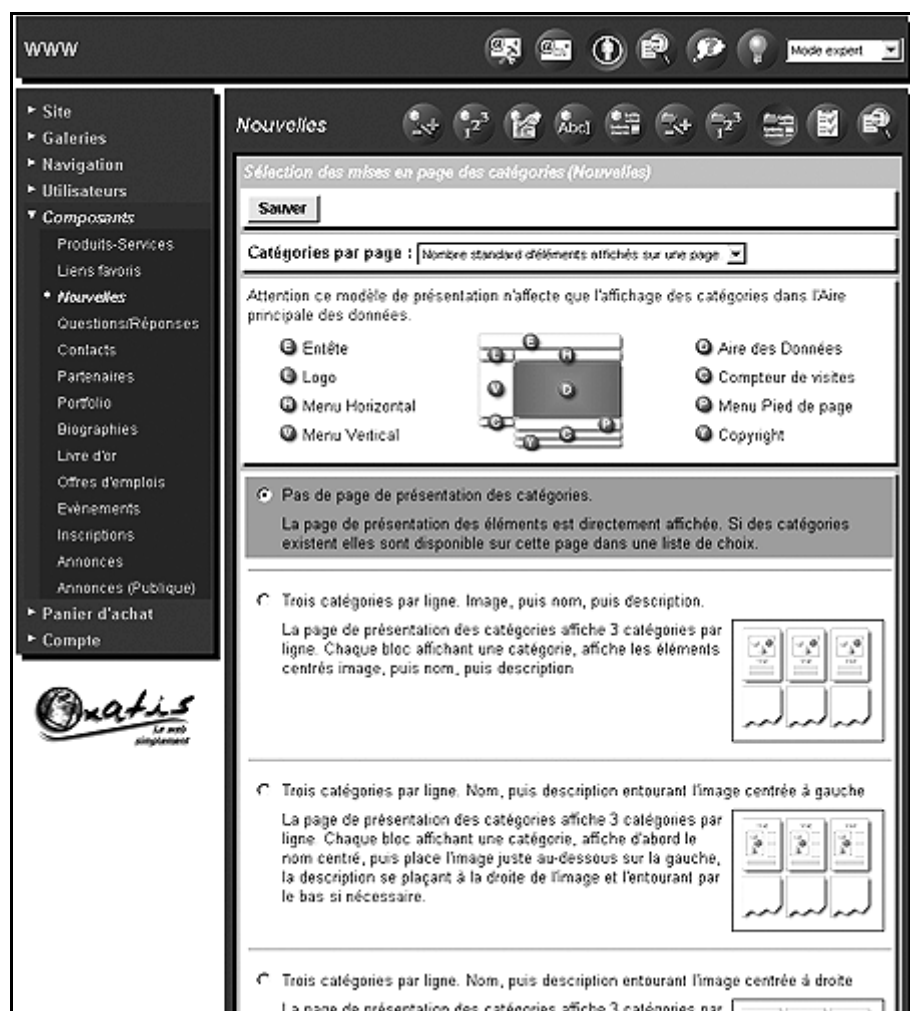 www
Mode expert
Site
Galeries
Navigation
Utilisateurs
Composants
Produits-Services
Liens favoris
Nouvelles
Questions/Réponses
Contacts
Partenaires
Portfolio
Biographies
Livre d'or
Offres d'emplois
Evènements
Inscriptions
Annonces
Annonces (Publique)
Panier d'achat
Compte
Oxatis
Le web
simplement
Nouvelles
Sélection des mises en page des catégories (Nouvelles)
Sauver
Catégories par page : Nombre standard d'éléments affichés sur une page
Attention ce modèle de présentation n'affecte que l'affichage des catégories dans l'Aire
principale des données.
Entête
Logo
Menu Horizontal
Menu Vertical
Aire des Données
Compteur de visites
Menu Pied de page
Copyright
Pas de page de présentation des catégories.
La page de présentation des éléments est directement affichée. Si des catégories
existent elles sont disponible sur cette page dans une liste de choix.
Trois catégories par ligne. Image, puis nom, puis description.
La page de présentation des catégories affiche 3 catégories par
ligne. Chaque bloc affichant une catégorie, affiche les éléments
centrés image, puis nom, puis description
Trois catégories par ligne. Nom, puis description entourant l'image centrée à gauche
La page de présentation des catégories affiche 3 catégories par
ligne. Chaque bloc affichant une catégorie, affiche d'abord le
nom centré, puis place l'image juste au-dessous sur la gauche,
la description se plaçant à la droite de l'image et l'entourant par
le bas si nécessaire.
Trois catégories par ligne. Nom, puis description entourant l'image centrée à droite
La page de présentation des catégories affiche 3 catégories par